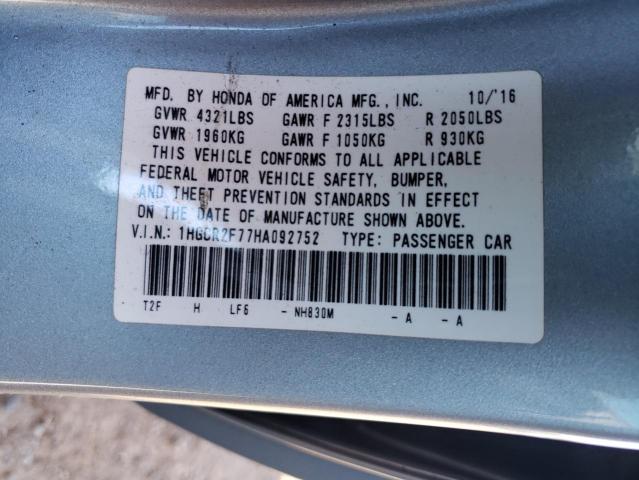 MFD. BY HONDA OF AMERICA MFG., INC. 10/'16
GVWR 4321LBS GAWR F 2315LBS R 2050LBS
GVWR 1960KG GAWR F 1050KG R 930KG
THIS VEHICLE CONFORMS TO ALL APPLICABLE
FEDERAL MOTOR VEHICLE SAFETY, BUMPER,
AND THEFT PREVENTION STANDARDS IN EFFECT
ON THE DATE OF MANUFACTURE SHOWN ABOVE.
V.I.N.: 1HGCR2F77HA092752 TYPE: PASSENGER CAR
T2F H LF6 - NH830M - A - A